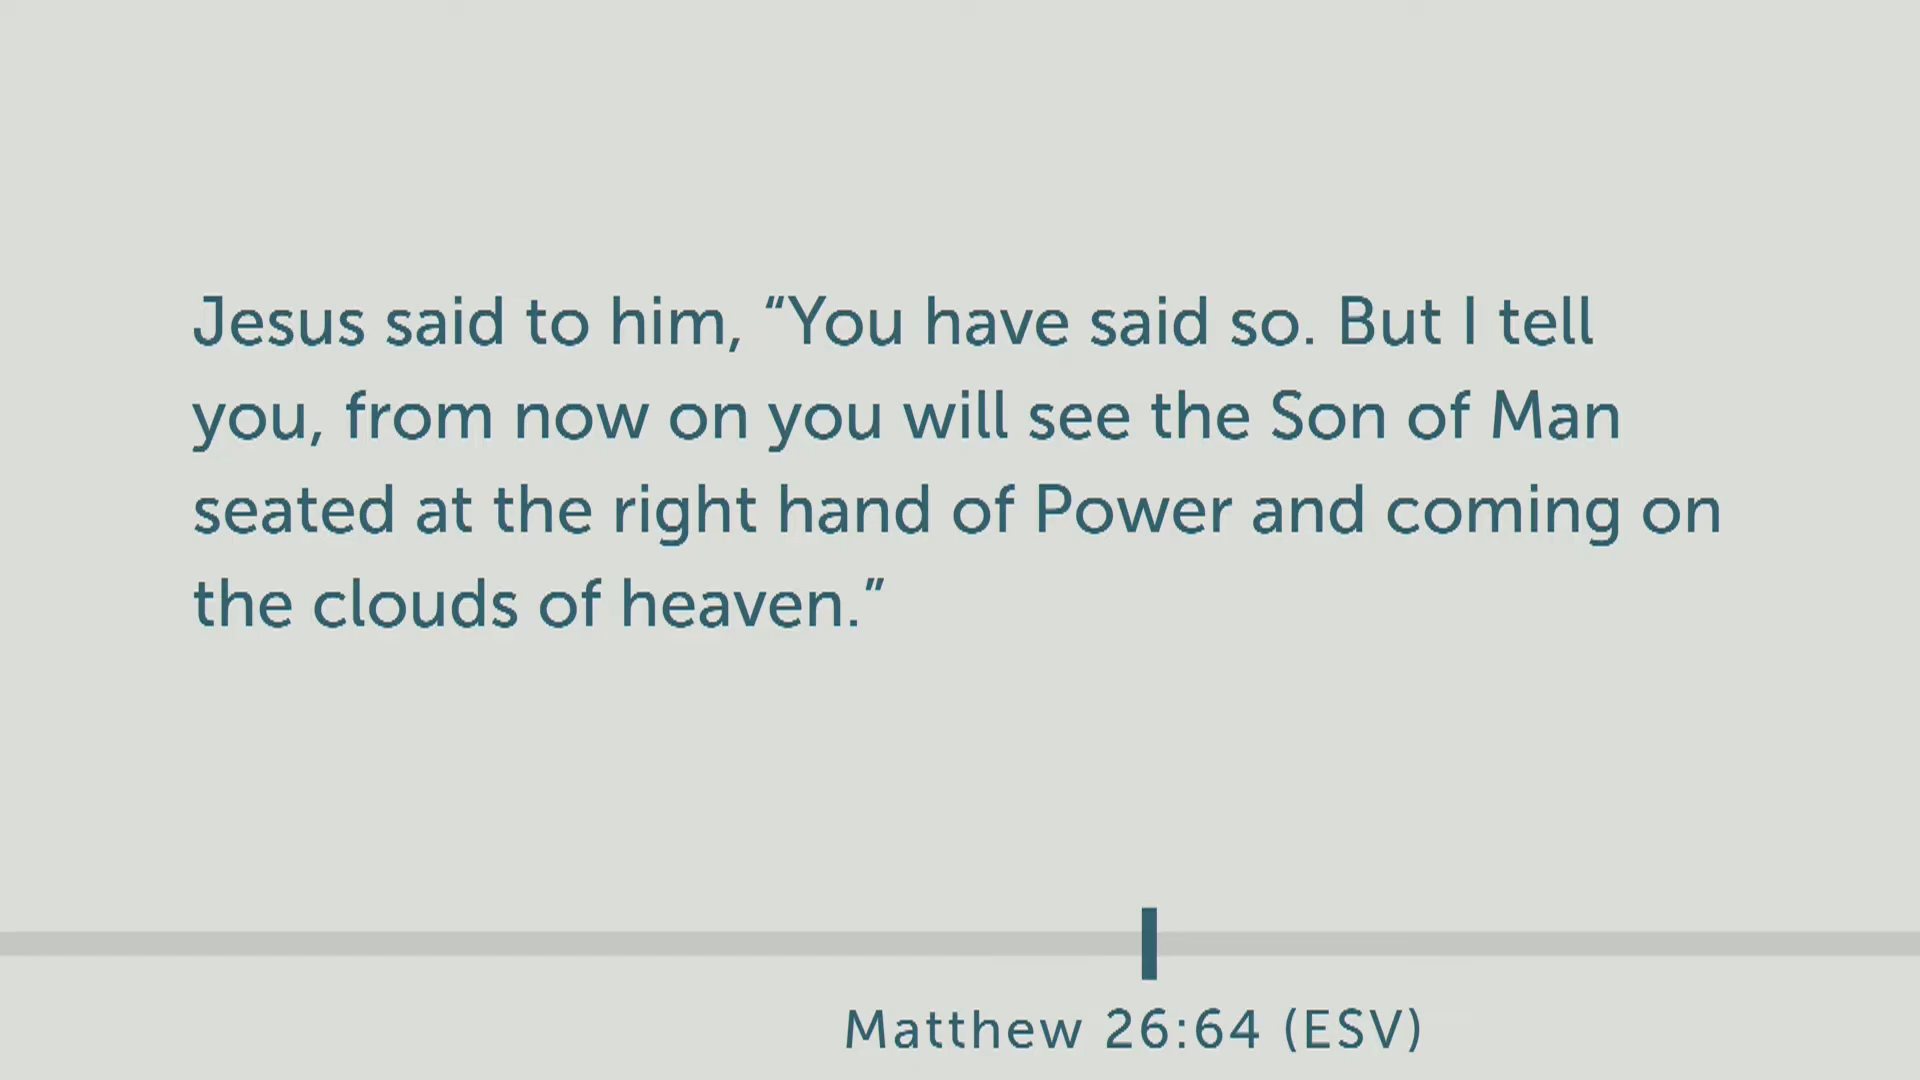 Jesus said to him, “You have said so. But I tell
you, from now on you will see the Son of Man
seated at the right hand of Power and coming on
the clouds of heaven.”
Matthew 26:64 (ESV)